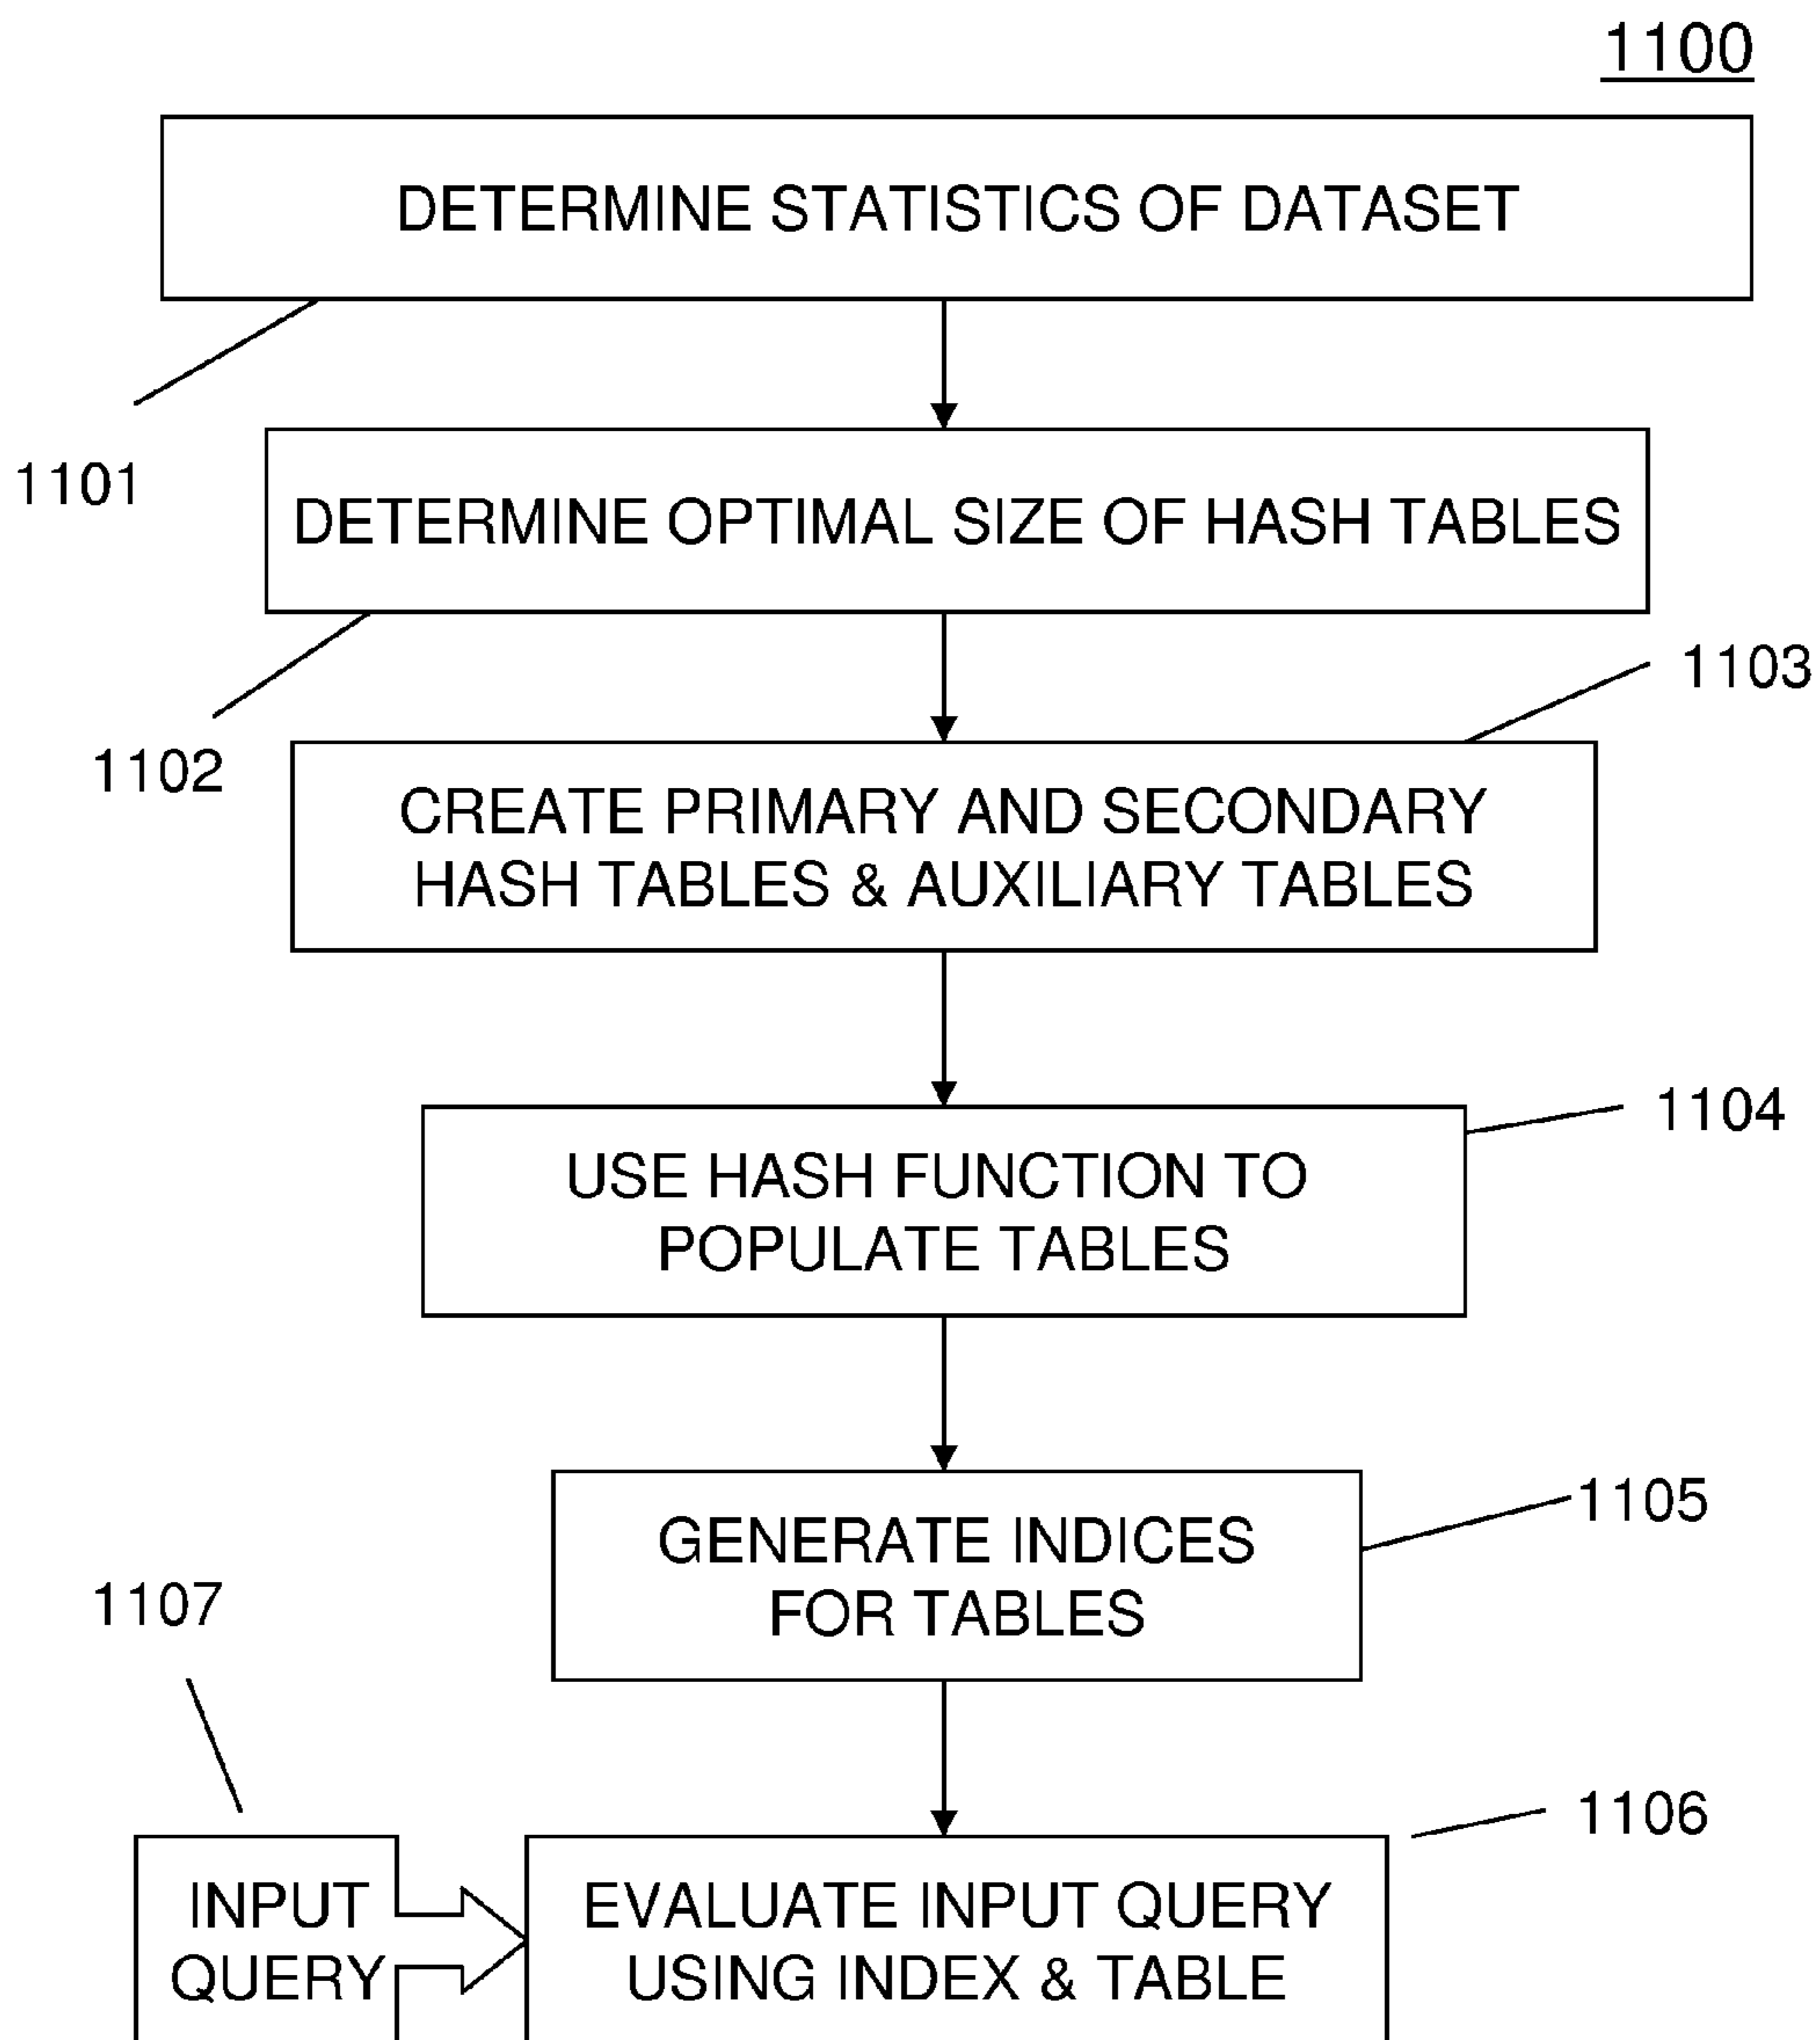 1100
DETERMINE STATISTICS OF DATASET
1101
DETERMINE OPTIMAL SIZE OF HASH TABLES
1102
1103
CREATE PRIMARY AND SECONDARY
HASH TABLES & AUXILIARY TABLES
1104
USE HASH FUNCTION TO
POPULATE TABLES
1105
GENERATE INDICES
FOR TABLES
1107
1106
INPUT
QUERY
EVALUATE INPUT QUERY
USING INDEX & TABLE